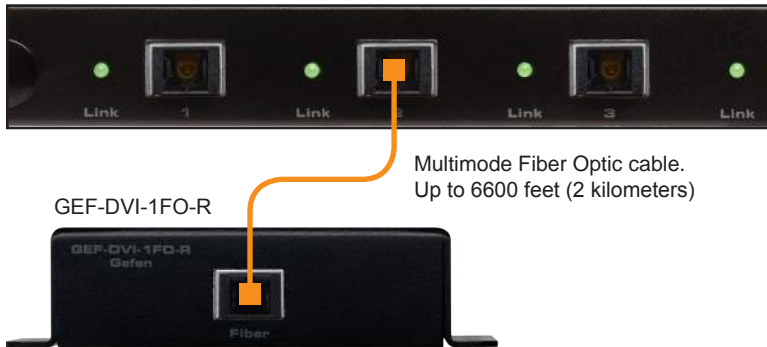 Link 1 Link 2 Link 3 Link
Multimode Fiber Optic cable.
Up to 6600 feet (2 kilometers)
GEF-DVI-1FO-R
GEF-DVI-1FO-R
Gefen
Fiber